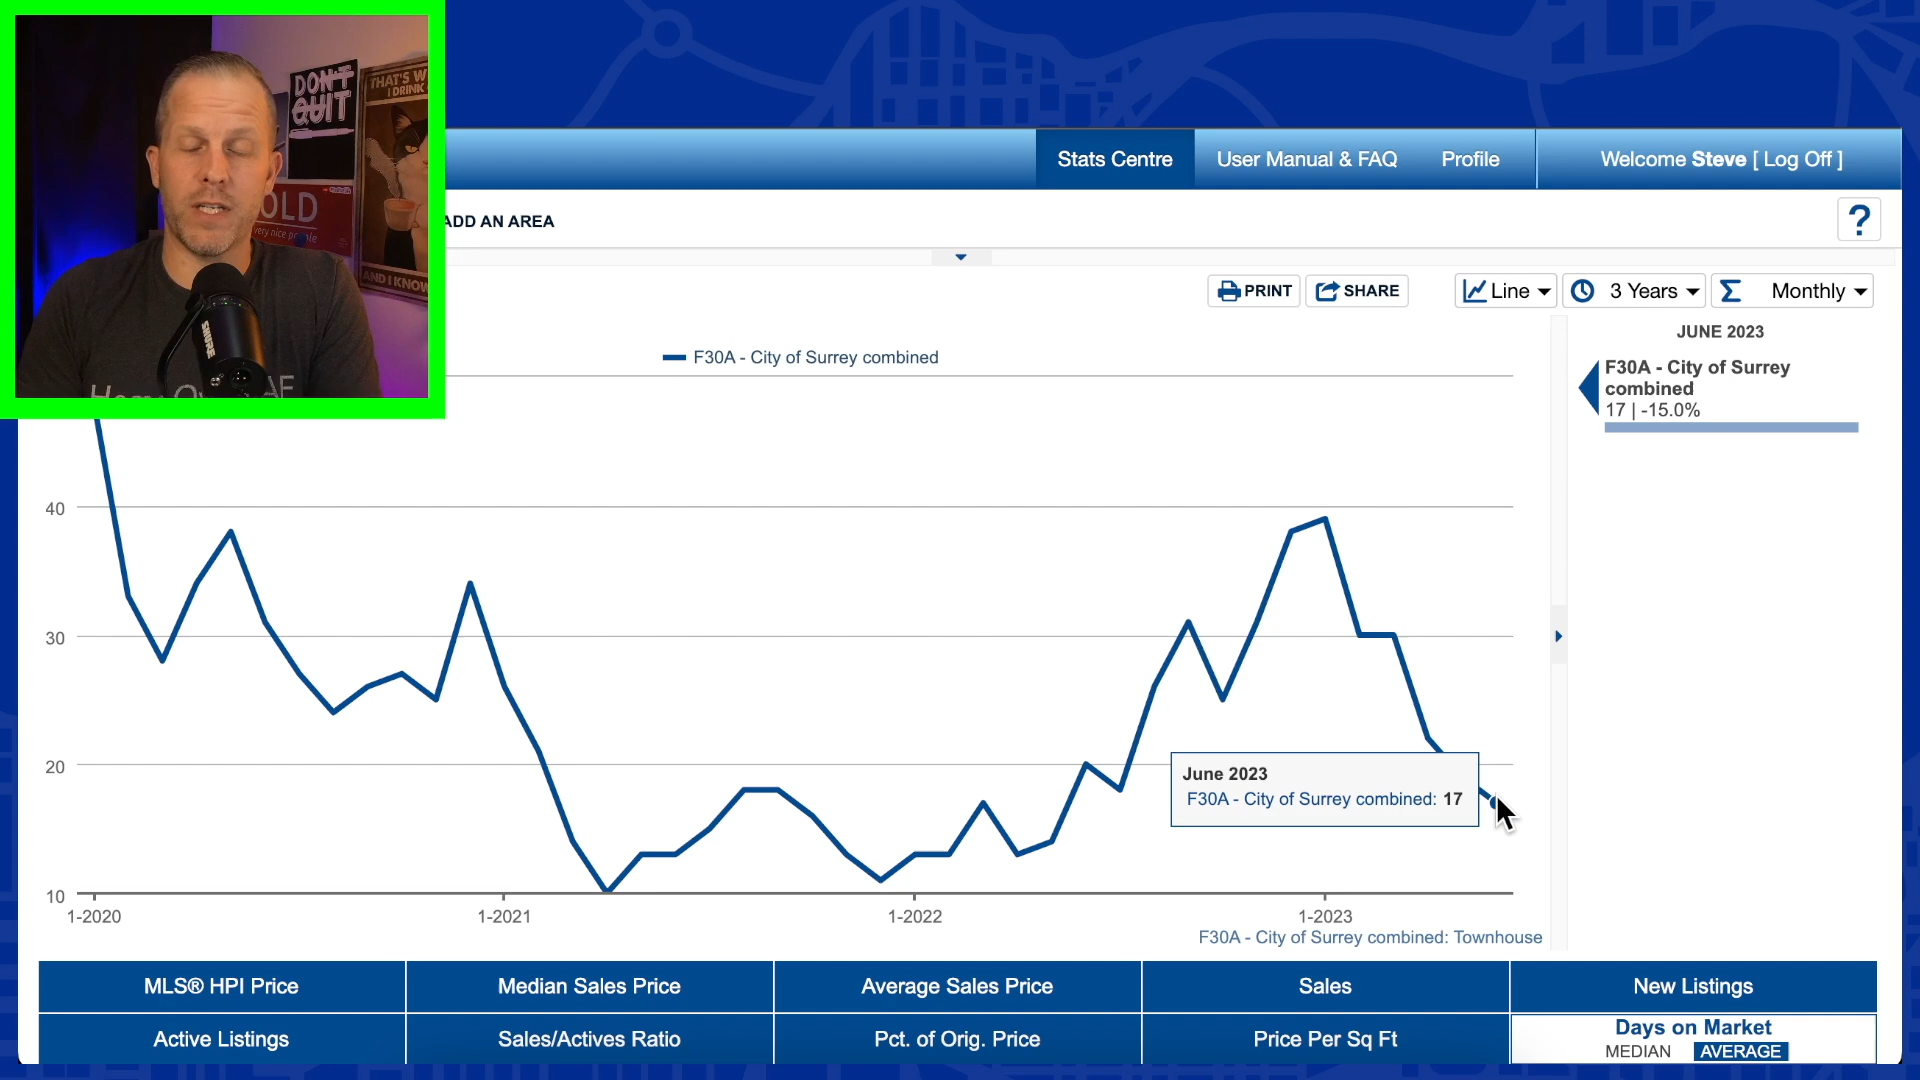 DON'T
QUIT
THAT'S W
I DRINK
OLD
very nice pe ple
AND I KNOW
SHURE
Stats Centre
User Manual & FAQ
Profile
Welcome Steve [ Log Off ]
ADD AN AREA
?
PRINT
SHARE
Line
3 Years
Monthly
JUNE 2023
F30A - City of Surrey combined
F30A - City of Surrey
combined
17 | -15.0%
40
30
20
10
June 2023
F30A - City of Surrey combined: 17
1-2020
1-2021
1-2022
1-2023
F30A - City of Surrey combined: Townhouse
MLS® HPI Price
Median Sales Price
Average Sales Price
Sales
New Listings
Active Listings
Sales/Actives Ratio
Pct. of Orig. Price
Price Per Sq Ft
Days on Market
MEDIAN AVERAGE